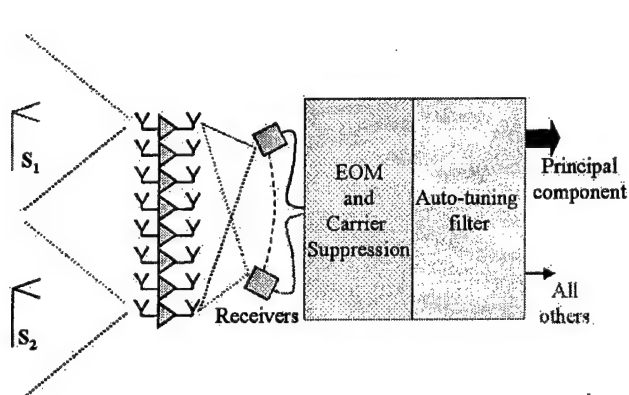 S1
S2
Receivers
EOM
and
Carrier
Suppression
Auto-tuning
filter
Principal
component
All
others